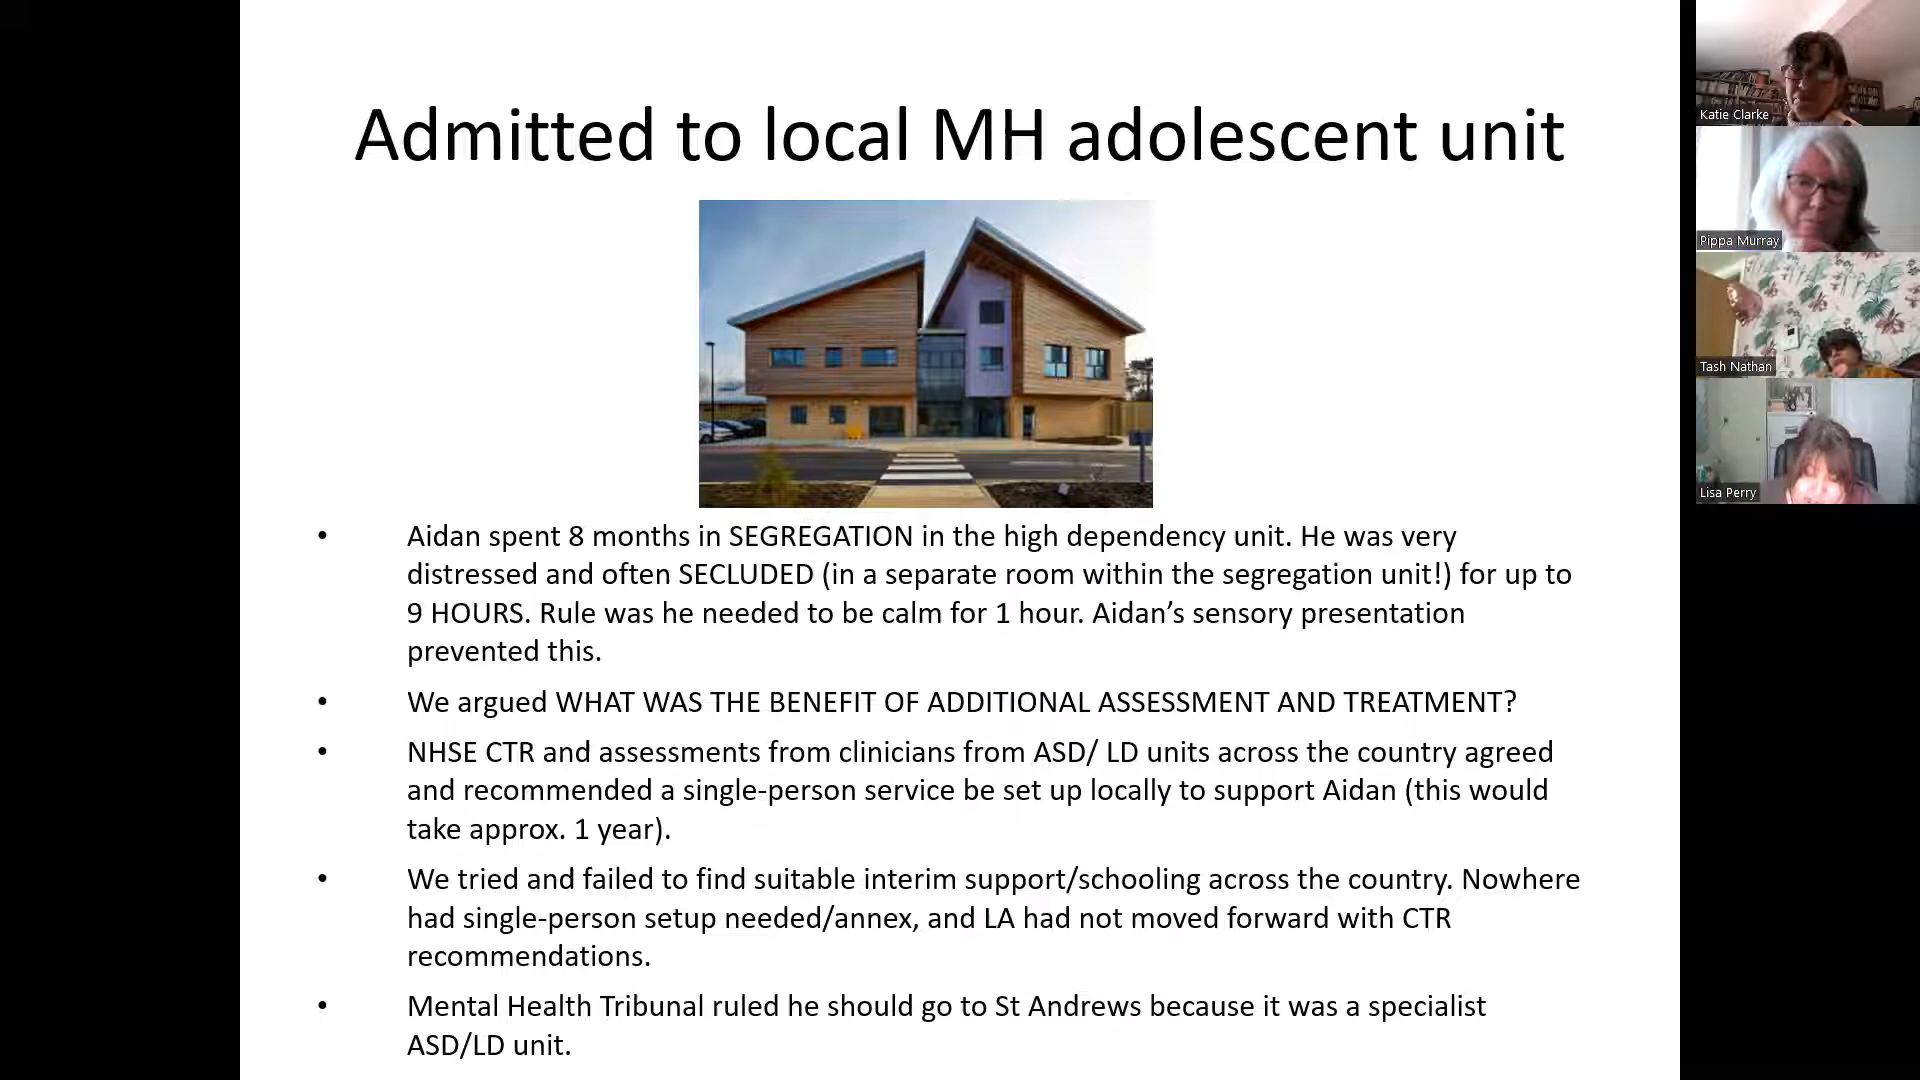 Admitted to local MH adolescent unit
• Aidan spent 8 months in SEGREGATION in the high dependency unit. He was very
distressed and often SECLUDED (in a separate room within the segregation unit!) for up to
9 HOURS. Rule was he needed to be calm for 1 hour. Aidan’s sensory presentation
prevented this.
• We argued WHAT WAS THE BENEFIT OF ADDITIONAL ASSESSMENT AND TREATMENT?
• NHSE CTR and assessments from clinicians from ASD/ LD units across the country agreed
and recommended a single-person service be set up locally to support Aidan (this would
take approx. 1 year).
• We tried and failed to find suitable interim support/schooling across the country. Nowhere
had single-person setup needed/annex, and LA had not moved forward with CTR
recommendations.
• Mental Health Tribunal ruled he should go to St Andrews because it was a specialist
ASD/LD unit.
Katie Clarke
Pippa Murray
Tash Nathan
Lisa Perry